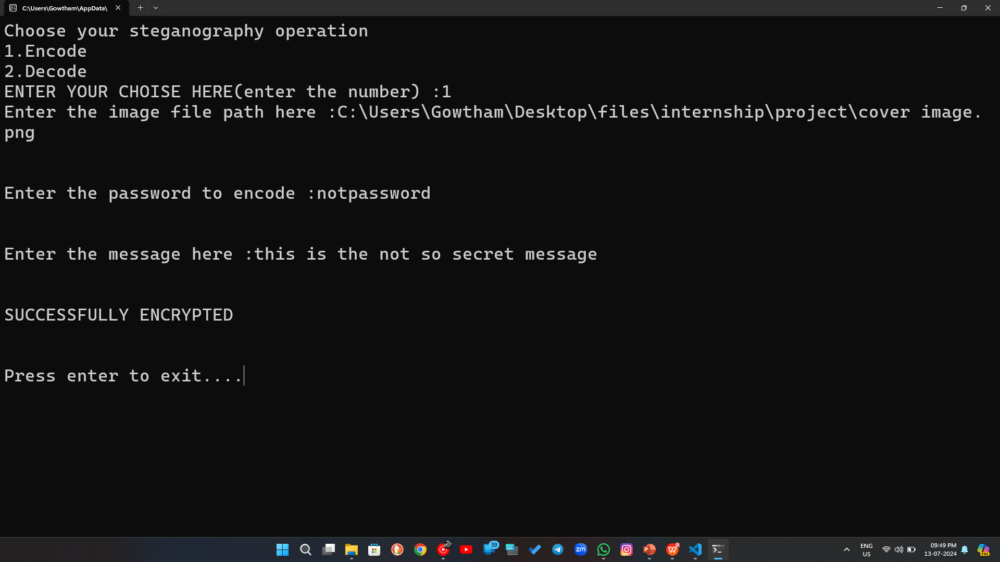 C:\Users\Gowtham\AppData\
Choose your steganography operation
1.Encode
2.Decode
ENTER YOUR CHOISE HERE(enter the number) :1
Enter the image file path here :C:\Users\Gowtham\Desktop\files\internship\project\cover image.
png
Enter the password to encode :notpassword
Enter the message here :this is the not so secret message
SUCCESSFULLY ENCRYPTED
Press enter to exit....
39
zm
ENG
US
09:49 PM
13-07-2024
PRE